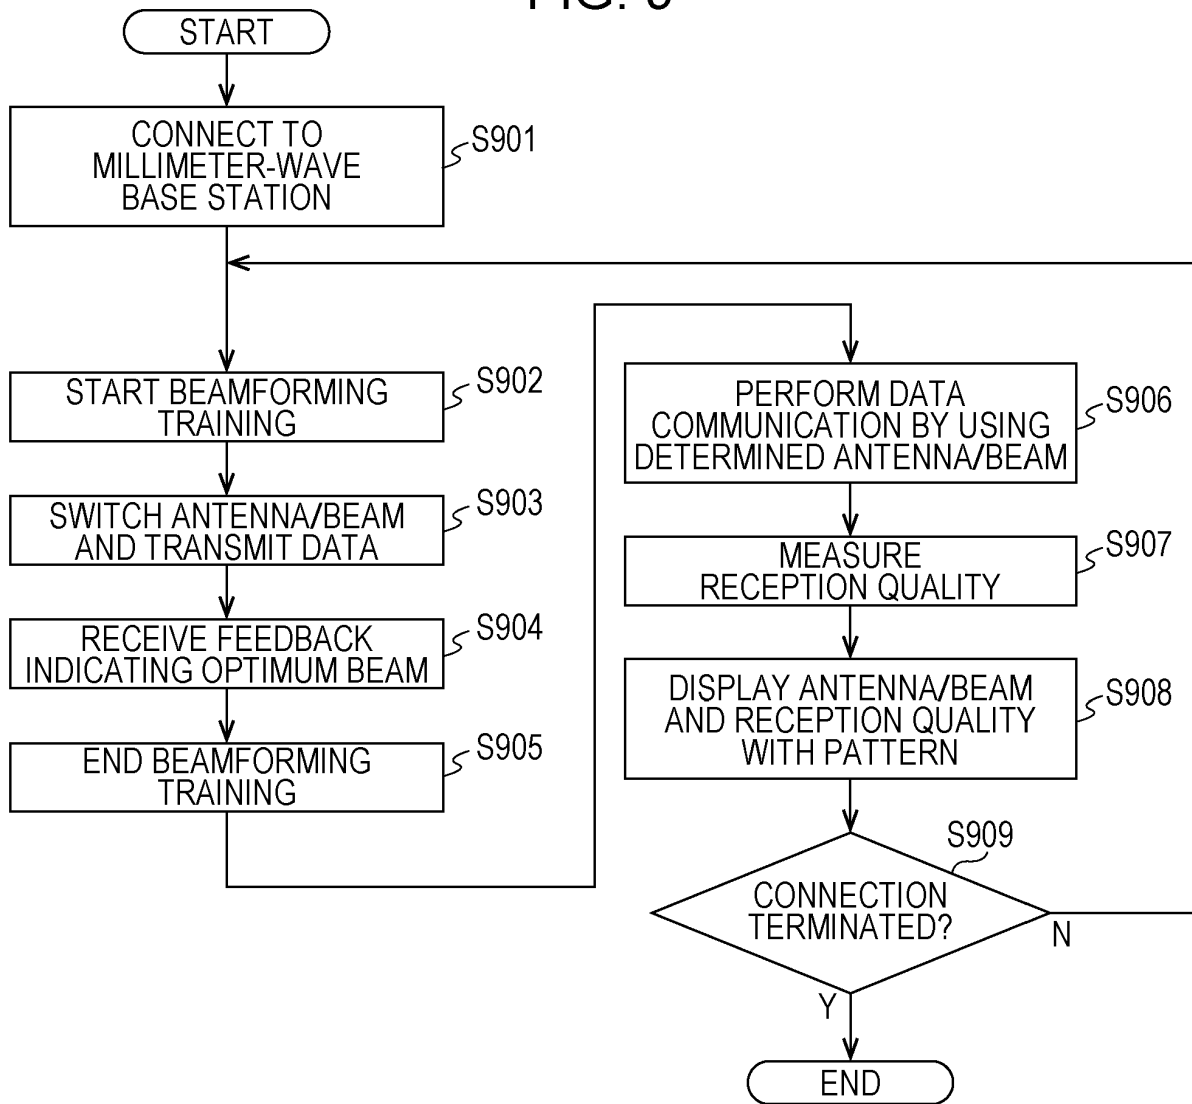 START
CONNECT TO
MILLIMETER-WAVE
BASE STATION
S901
START BEAMFORMING
TRAINING
S902
SWITCH ANTENNA/BEAM
AND TRANSMIT DATA
S903
RECEIVE FEEDBACK
INDICATING OPTIMUM BEAM
S904
END BEAMFORMING
TRAINING
S905
PERFORM DATA
COMMUNICATION BY USING
DETERMINED ANTENNA/BEAM
S906
MEASURE
RECEPTION QUALITY
S907
DISPLAY ANTENNA/BEAM
AND RECEPTION QUALITY
WITH PATTERN
S908
CONNECTION
TERMINATED?
S909
N
Y
END